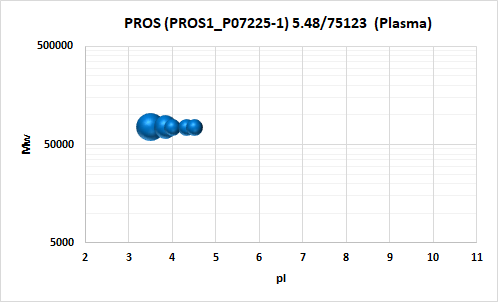 PROS (PROS1_P07225-1) 5.48/75123 (Plasma)
500000
50000
5000
Mw
2 3 4 5 6 7 8 9 10 11
pI